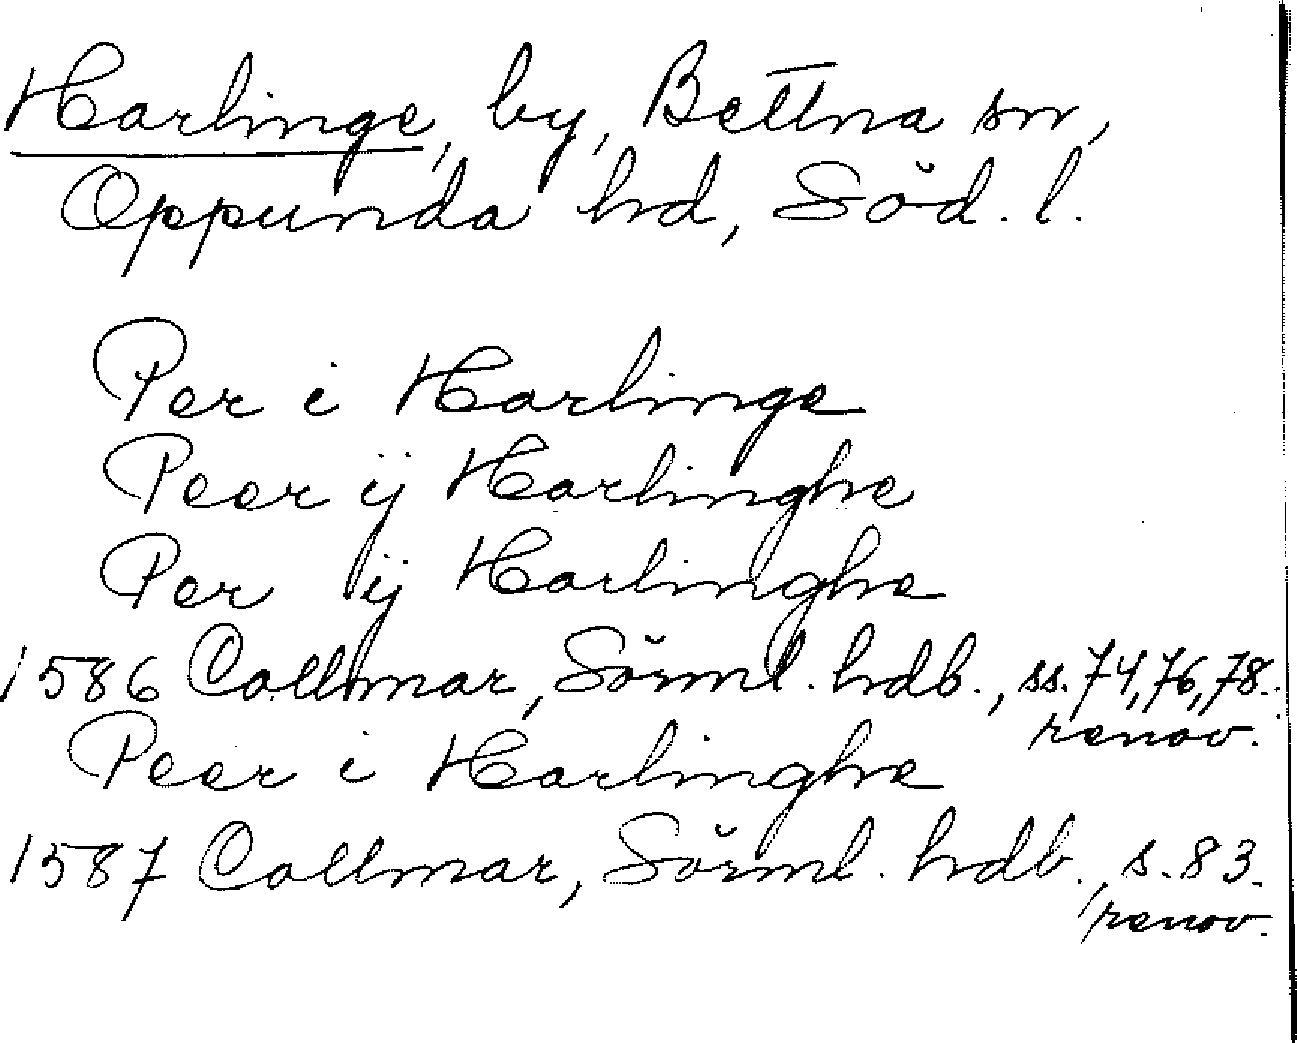 Harlinge, by, Bettna sn,
Oppunda hd, Söd. l.
Per i Harlinge
Peer ij Harlinghe
Per ij Harlinghe
1586 Collmar, Sörml. hdb., ss. 74, 76, 78.
renov.
Peer i Harlinghe
1587 Collmar, Sörml. hdb., s. 83.
renov.